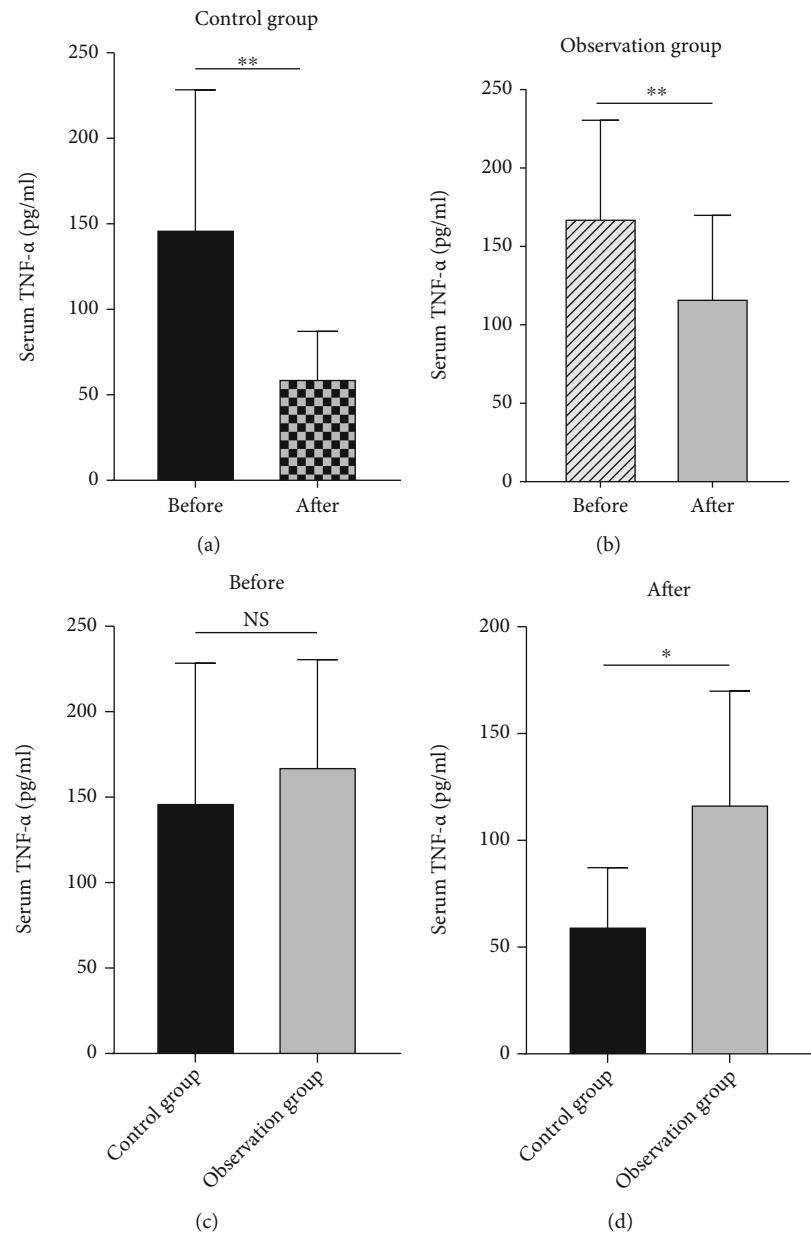 Control group
**
250
200
150
100
50
0
Serum TNF-α (pg/ml)
Before
After
(a)
Observation group
**
250
200
150
100
50
0
Serum TNF-α (pg/ml)
Before
After
(b)
Before
NS
250
200
150
100
50
0
Serum TNF-α (pg/ml)
Control group
Observation group
(c)
After
*
200
150
100
50
0
Serum TNF-α (pg/ml)
Control group
Observation group
(d)